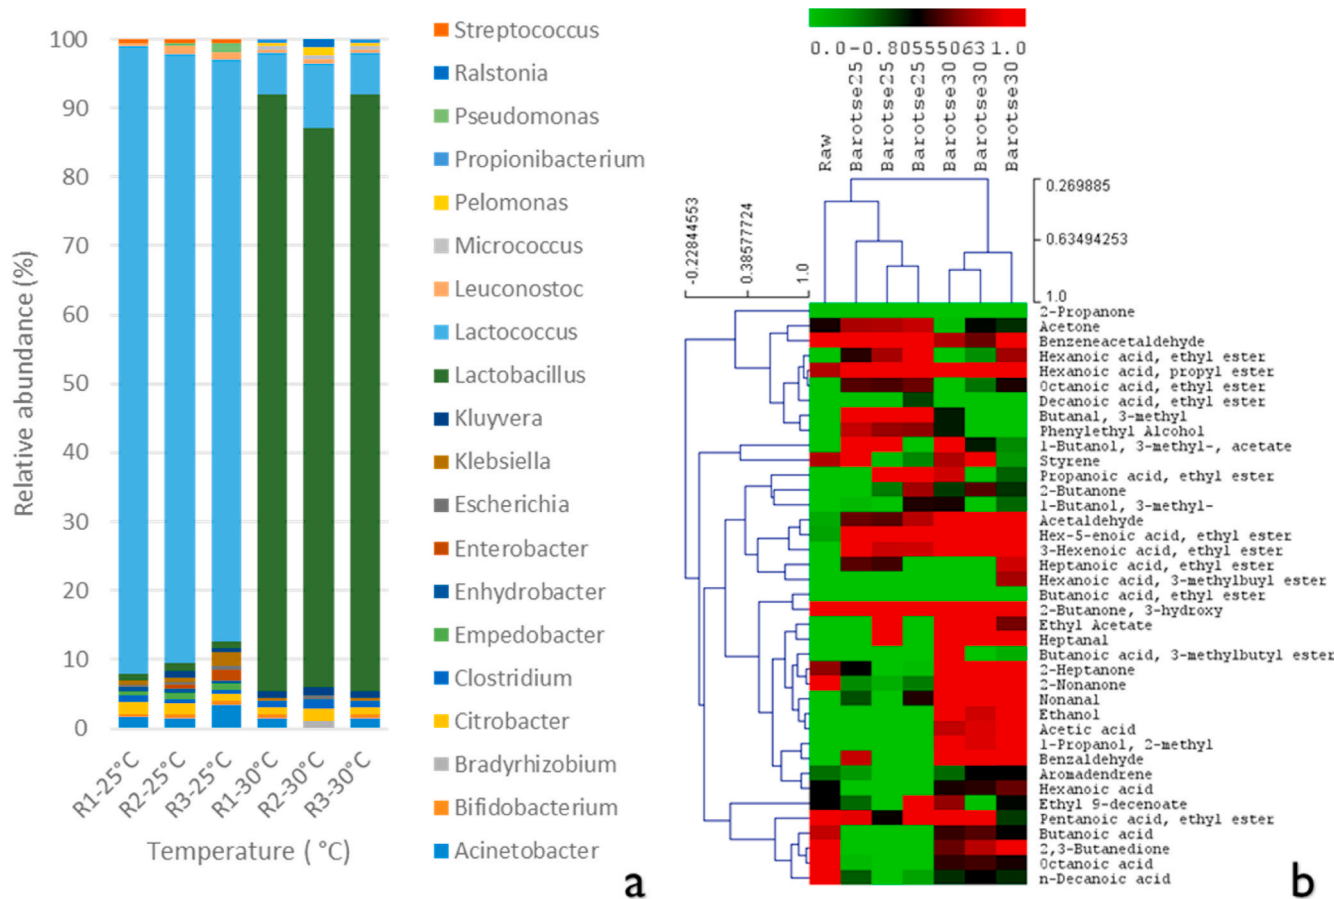 100
90
80
70
60
50
40
30
20
10
0
Relative abundance (%)
R1-25°C
R2-25°C
R3-25°C
R1-30°C
R2-30°C
R3-30°C
Temperature ( °C)
Streptococcus
Ralstonia
Pseudomonas
Propionibacterium
Pelomonas
Micrococcus
Leuconostoc
Lactococcus
Lactobacillus
Kluyvera
Klebsiella
Escherichia
Enterobacter
Enhydrobacter
Empedobacter
Clostridium
Citrobacter
Bradyrhizobium
Bifidobacterium
Acinetobacter
a
0.0-0.80555063 1.0
Raw
Barotse25
Barotse25
Barotse25
Barotse30
Barotse30
Barotse30
0.269885
0.63494253
1.0
-0.22844553
0.38577724
1.0
2-Propanone
Acetone
Benzeneacetaldehyde
Hexanoic acid, ethyl ester
Hexanoic acid, propyl ester
Octanoic acid, ethyl ester
Decanoic acid, ethyl ester
Butanal, 3-methyl
Phenylethyl Alcohol
1-Butanol, 3-methyl-, acetate
Styrene
Propanoic acid, ethyl ester
2-Butanone
1-Butanol, 3-methyl-
Acetaldehyde
Hex-5-enoic acid, ethyl ester
3-Hexenoic acid, ethyl ester
Heptanoic acid, ethyl ester
Hexanoic acid, 3-methylbuyl ester
Butanoic acid, ethyl ester
2-Butanone, 3-hydroxy
Ethyl Acetate
Heptanal
Butanoic acid, 3-methylbutyl ester
2-Heptanone
2-Nonanone
Nonanal
Ethanol
Acetic acid
1-Propanol, 2-methyl
Benzaldehyde
Aromadendrene
Hexanoic acid
Ethyl 9-decenoate
Pentanoic acid, ethyl ester
Butanoic acid
2,3-Butanedione
Octanoic acid
n-Decanoic acid
b